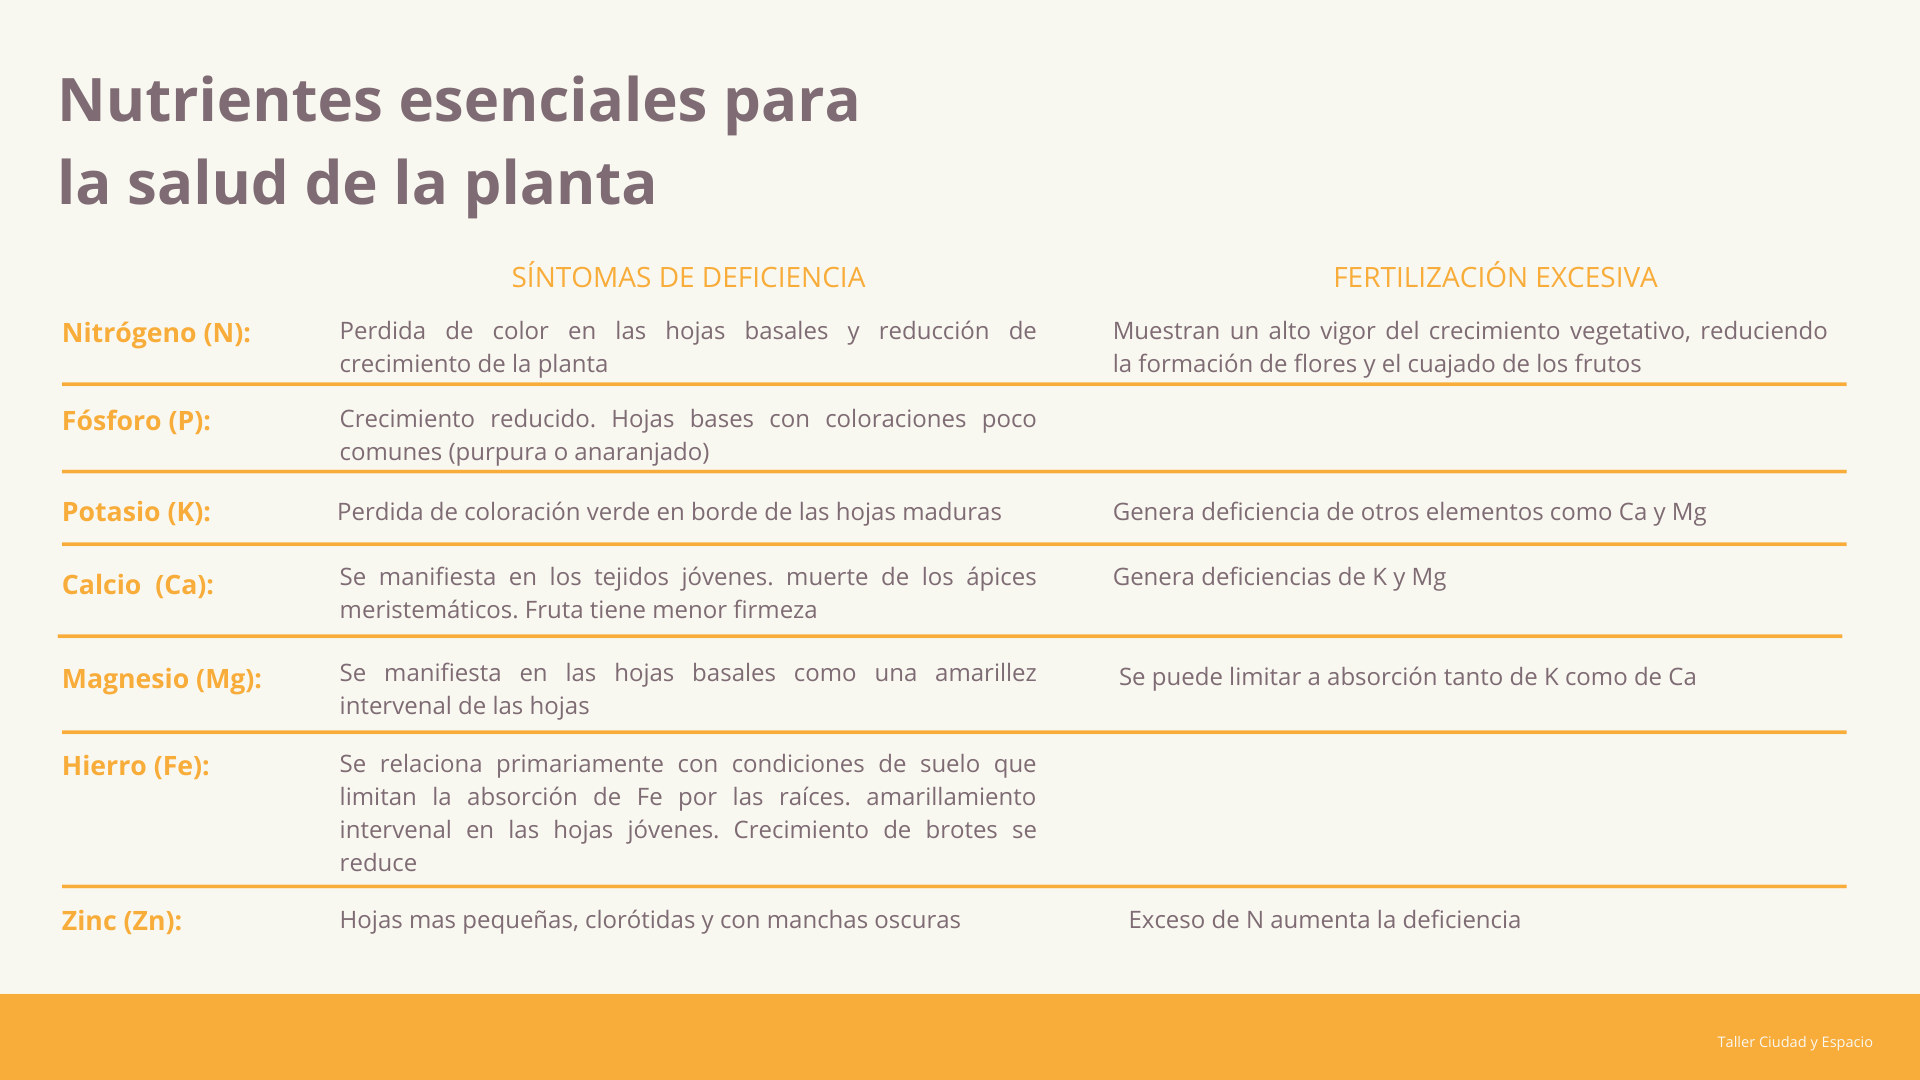 Nutrientes esenciales para
la salud de la planta
SÍNTOMAS DE DEFICIENCIA
FERTILIZACIÓN EXCESIVA
Nitrógeno (N):
Perdida de color en las hojas basales y reducción de
crecimiento de la planta
Muestran un alto vigor del crecimiento vegetativo, reduciendo
la formación de flores y el cuajado de los frutos
Fósforo (P):
Crecimiento reducido. Hojas bases con coloraciones poco
comunes (purpura o anaranjado)
Potasio (K):
Perdida de coloración verde en borde de las hojas maduras
Genera deficiencia de otros elementos como Ca y Mg
Calcio (Ca):
Se manifiesta en los tejidos jóvenes. muerte de los ápices
meristemáticos. Fruta tiene menor firmeza
Genera deficiencias de K y Mg
Magnesio (Mg):
Se manifiesta en las hojas basales como una amarillez
intervenal de las hojas
Se puede limitar a absorción tanto de K como de Ca
Hierro (Fe):
Se relaciona primariamente con condiciones de suelo que
limitan la absorción de Fe por las raíces. amarillamiento
intervenal en las hojas jóvenes. Crecimiento de brotes se
reduce
Zinc (Zn):
Hojas mas pequeñas, clorótidas y con manchas oscuras
Exceso de N aumenta la deficiencia
Taller Ciudad y Espacio